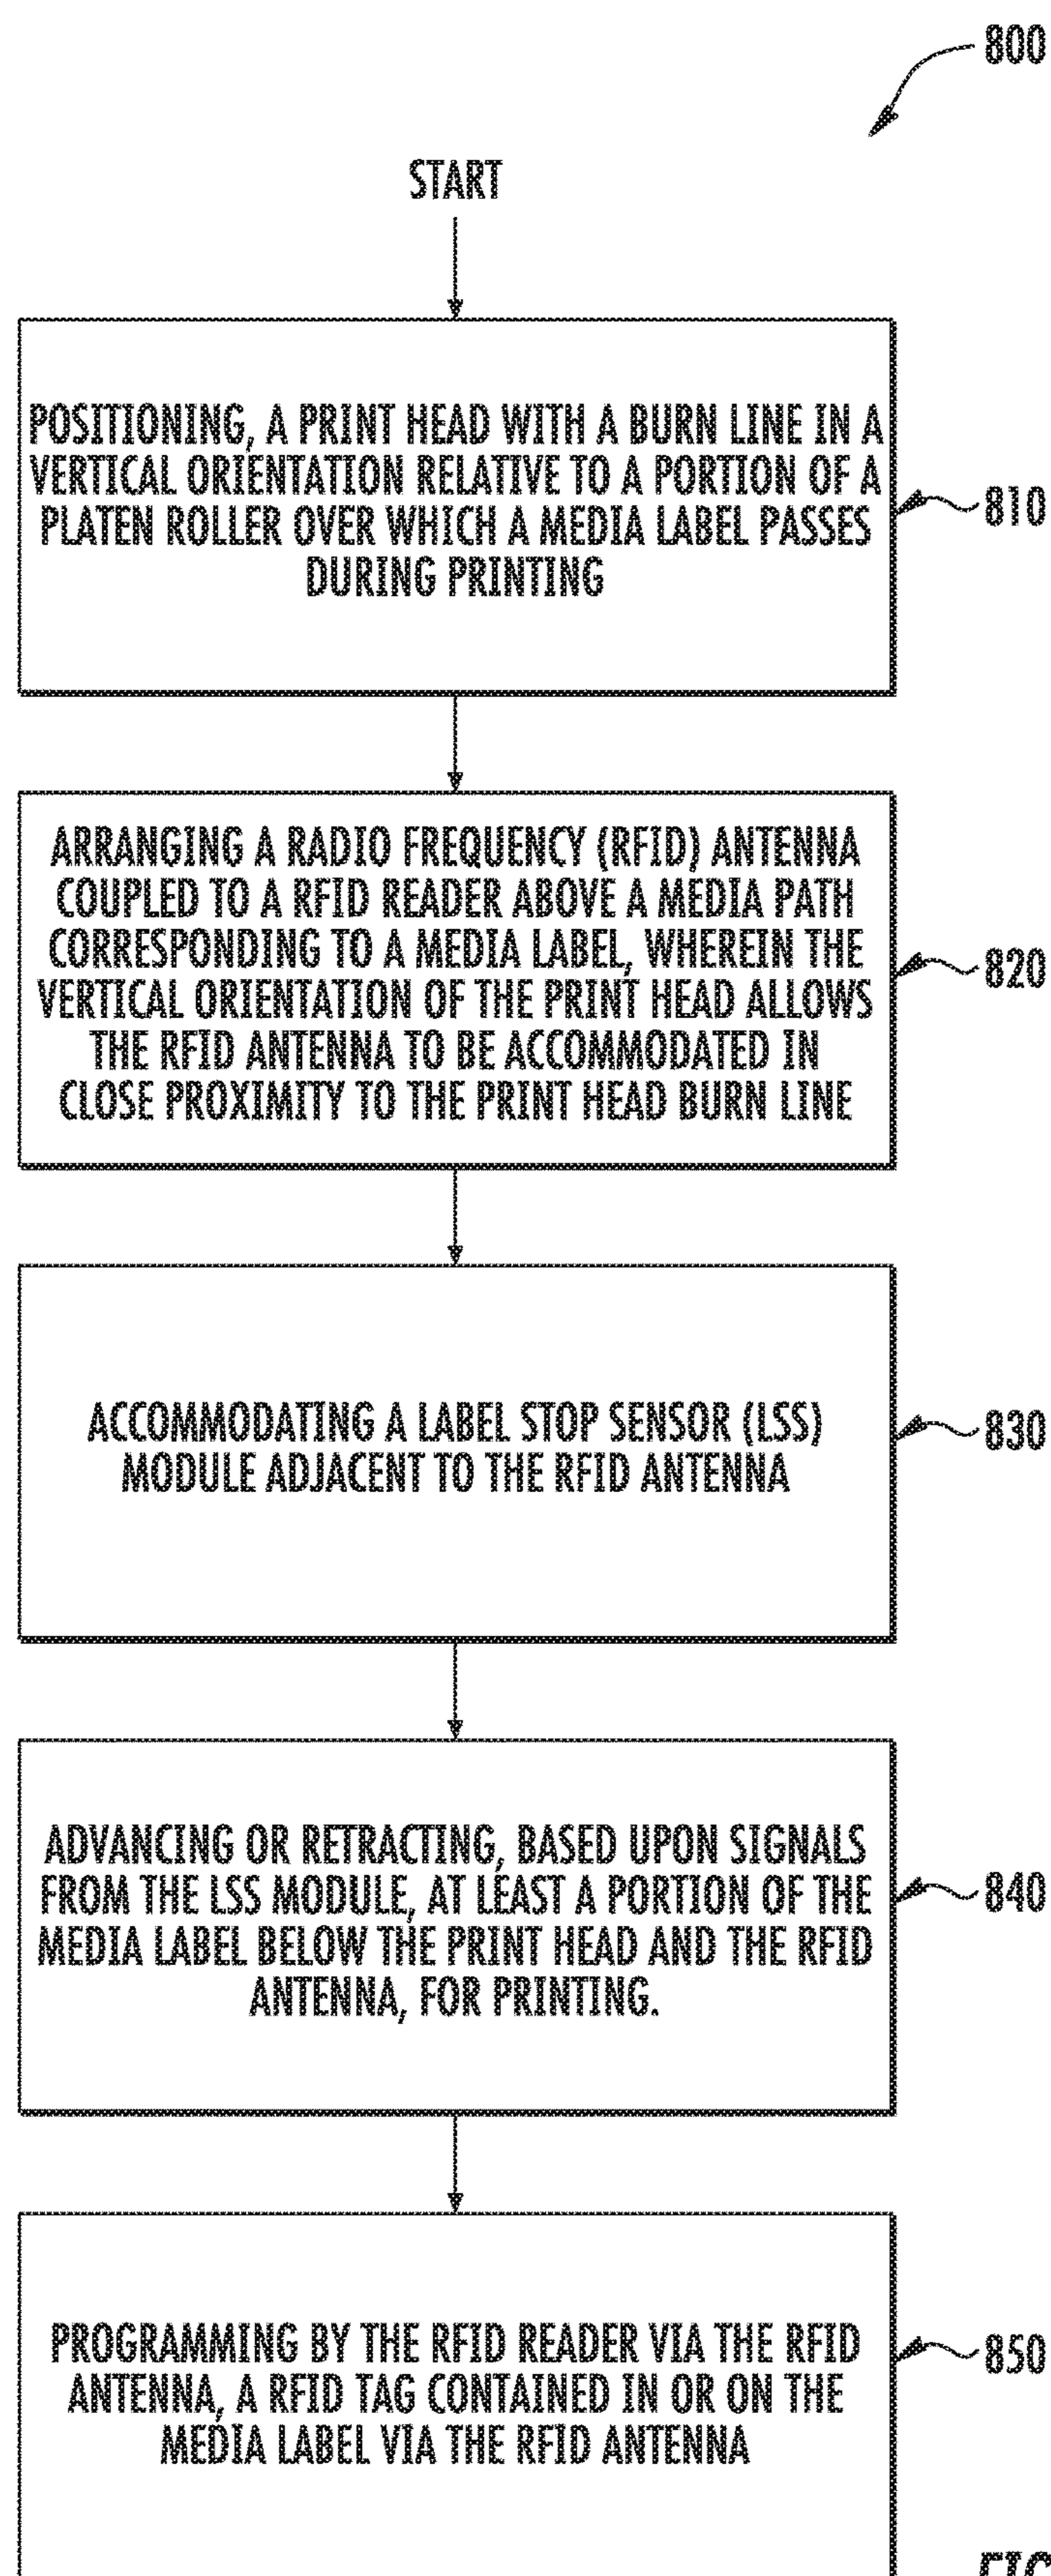 800
START
POSITIONING, A PRINT HEAD WITH A BURN LINE IN A
VERTICAL ORIENTATION RELATIVE TO A PORTION OF A
PLATEN ROLLER OVER WHICH A MEDIA LABEL PASSES
DURING PRINTING
810
ARRANGING A RADIO FREQUENCY (RFID) ANTENNA
COUPLED TO A RFID READER ABOVE A MEDIA PATH
CORRESPONDING TO A MEDIA LABEL, WHEREIN THE
VERTICAL ORIENTATION OF THE PRINT HEAD ALLOWS
THE RFID ANTENNA TO BE ACCOMMODATED IN
CLOSE PROXIMITY TO THE PRINT HEAD BURN LINE
820
ACCOMMODATING A LABEL STOP SENSOR (LSS)
MODULE ADJACENT TO THE RFID ANTENNA
830
ADVANCING OR RETRACTING, BASED UPON SIGNALS
FROM THE LSS MODULE, AT LEAST A PORTION OF THE
MEDIA LABEL BELOW THE PRINT HEAD AND THE RFID
ANTENNA, FOR PRINTING.
840
PROGRAMMING BY THE RFID READER VIA THE RFID
ANTENNA, A RFID TAG CONTAINED IN OR ON THE
MEDIA LABEL VIA THE RFID ANTENNA
850